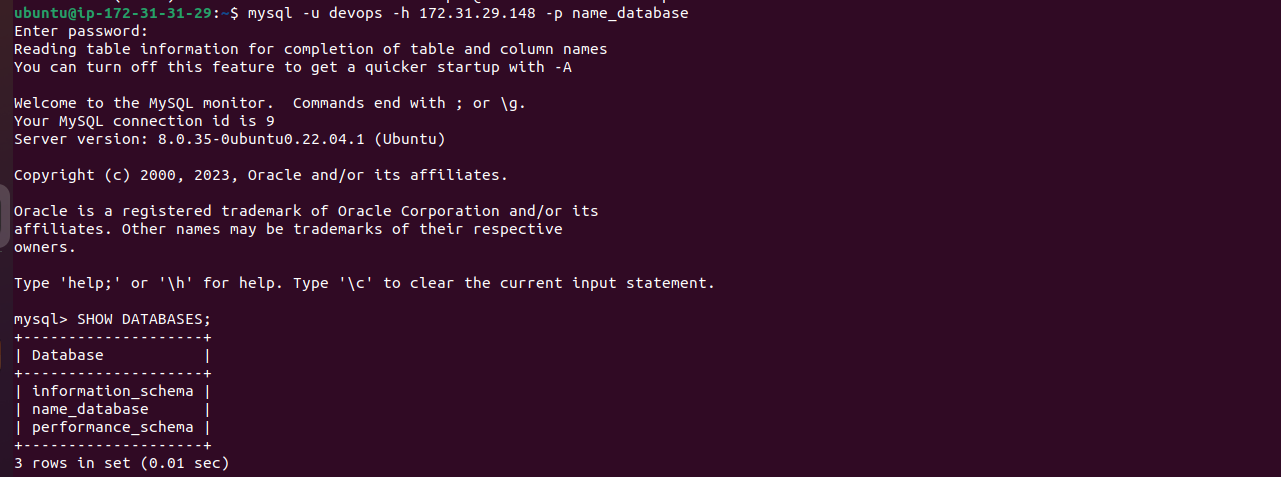 ubuntu@ip-172-31-31-29:~$ mysql -u devops -h 172.31.29.148 -p name_database
Enter password:
Reading table information for completion of table and column names
You can turn off this feature to get a quicker startup with -A
Welcome to the MySQL monitor.  Commands end with ; or \g.
Your MySQL connection id is 9
Server version: 8.0.35-0ubuntu0.22.04.1 (Ubuntu)
Copyright (c) 2000, 2023, Oracle and/or its affiliates.
Oracle is a registered trademark of Oracle Corporation and/or its
affiliates. Other names may be trademarks of their respective
owners.
Type 'help;' or '\h' for help. Type '\c' to clear the current input statement.
mysql> SHOW DATABASES;
+--------------------+
| Database           |
+--------------------+
| information_schema |
| name_database      |
| performance_schema |
+--------------------+
3 rows in set (0.01 sec)